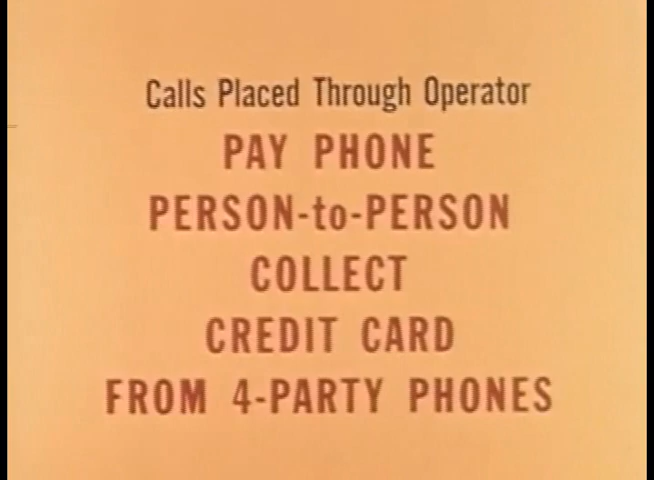 Calls Placed Through Operator
PAY PHONE
PERSON-to-PERSON
COLLECT
CREDIT CARD
FROM 4-PARTY PHONES